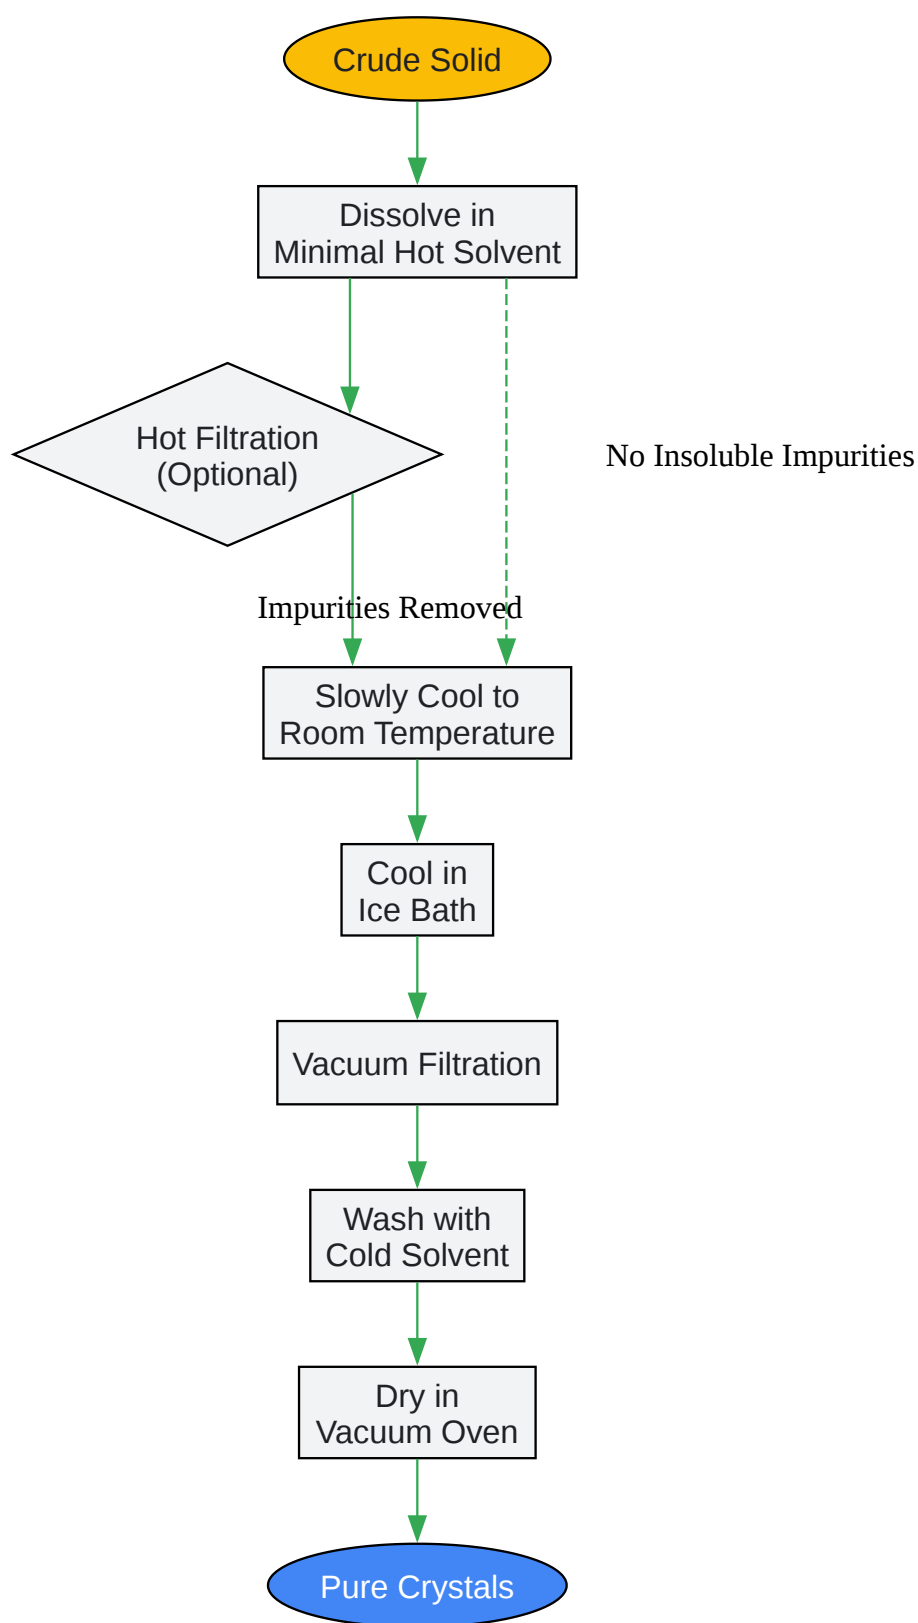 Crude Solid
Dissolve in
Minimal Hot Solvent
Hot Filtration
(Optional)
No Insoluble Impurities
Impurities Removed
Slowly Cool to
Room Temperature
Cool in
Ice Bath
Vacuum Filtration
Wash with
Cold Solvent
Dry in
Vacuum Oven
Pure Crystals